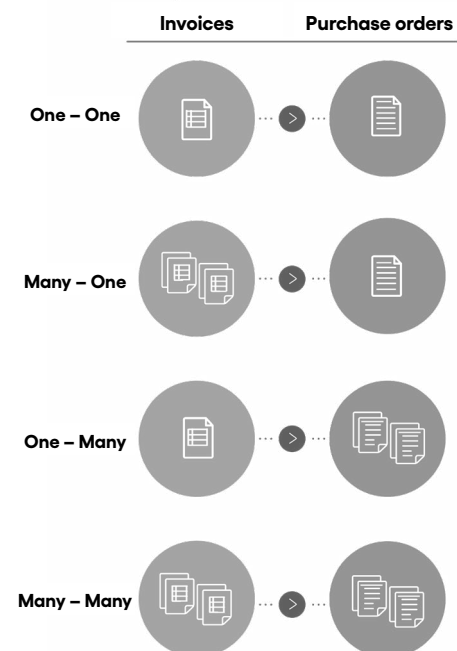 Invoices Purchase orders
One – One
Many – One
One – Many
Many – Many